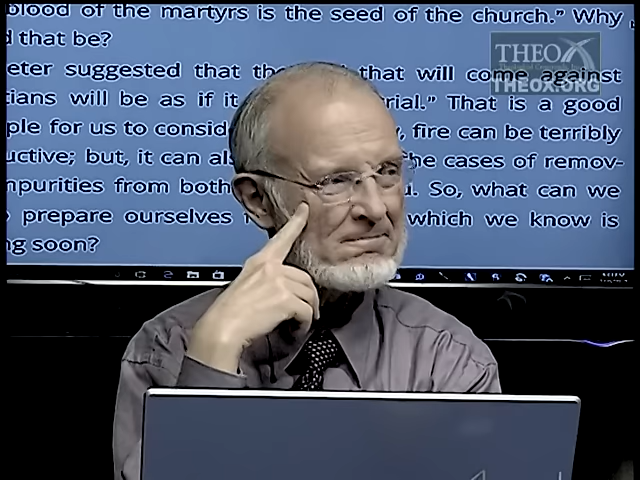 blood of the martyrs is the seed of the church." Why
d that be?
THEOX
THEOX.ORG
eter suggested that the that will come against
tians will be as if it rial." That is a good
ple for us to consid , fire can be terribly
uctive; but, it can al he cases of remov-
mpurities from both u. So, what can we
prepare ourselves f which we know is
ng soon?